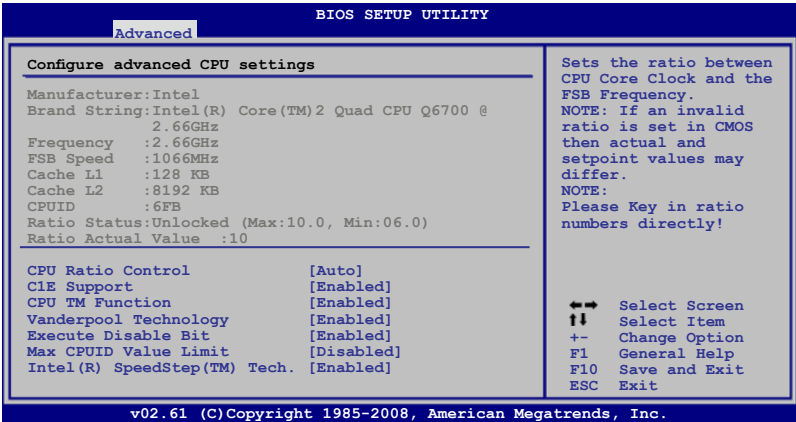 BIOS SETUP UTILITY
Advanced
Configure advanced CPU settings
Manufacturer:Intel
Brand String:Intel(R) Core(TM)2 Quad CPU Q6700 @
2.66GHz
Frequency :2.66GHz
FSB Speed :1066MHz
Cache L1 :128 KB
Cache L2 :8192 KB
CPUID :6FB
Ratio Status:Unlocked (Max:10.0, Min:06.0)
Ratio Actual Value :10
CPU Ratio Control [Auto]
C1E Support [Enabled]
CPU TM Function [Enabled]
Vanderpool Technology [Enabled]
Execute Disable Bit [Enabled]
Max CPUID Value Limit [Disabled]
Intel(R) SpeedStep(TM) Tech. [Enabled]
Sets the ratio between
CPU Core Clock and the
FSB Frequency.
NOTE: If an invalid
ratio is set in CMOS
then actual and
setpoint values may
differ.
NOTE:
Please Key in ratio
numbers directly!
Select Screen
Select Item
+- Change Option
F1 General Help
F10 Save and Exit
ESC Exit
v02.61 (C)Copyright 1985-2008, American Megatrends, Inc.